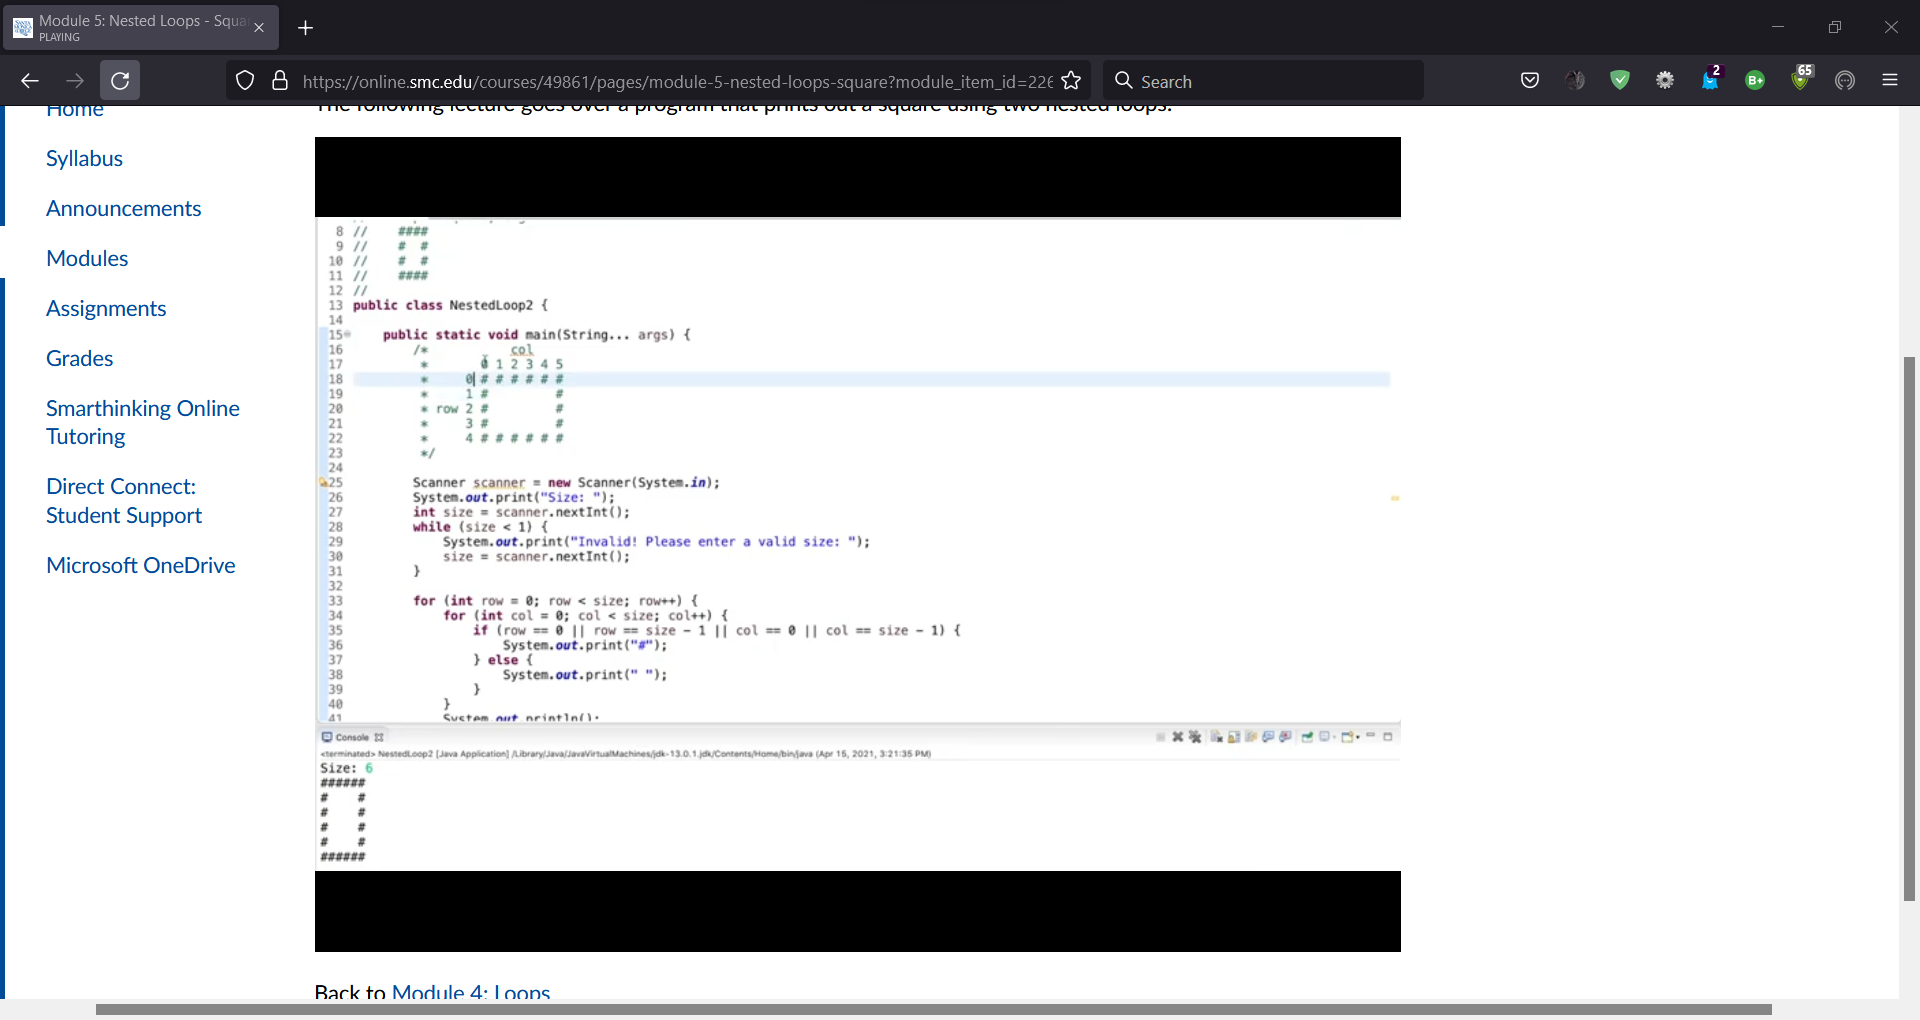 Module 5: Nested Loops - Squa
PLAYING
https://online.smc.edu/courses/49861/pages/module-5-nested-loops-square?module_item_id=226
Search
2
B+
65
Home
Syllabus
Announcements
Modules
Assignments
Grades
Smarthinking Online
Tutoring
Direct Connect:
Student Support
Microsoft OneDrive
The following lecture goes over a program that prints out a square using two nested loops.
8 //    ####
9 //    #  #
10 //    #  #
11 //    ####
12 //
13 public class NestedLoop2 {
14
15    public static void main(String... args) {
16        /*           col
17         *       0 1 2 3 4 5
18         *     0 # # # # # #
19         *     1 #         #
20         * row 2 #         #
21         *     3 #         #
22         *     4 # # # # # #
23         */
24
25        Scanner scanner = new Scanner(System.in);
26        System.out.print("Size: ");
27        int size = scanner.nextInt();
28        while (size < 1) {
29            System.out.print("Invalid! Please enter a valid size: ");
30            size = scanner.nextInt();
31        }
32
33        for (int row = 0; row < size; row++) {
34            for (int col = 0; col < size; col++) {
35                if (row == 0 || row == size - 1 || col == 0 || col == size - 1) {
36                    System.out.print("#");
37                } else {
38                    System.out.print(" ");
39                }
40            }
41            System.out.println();
Console
<terminated> NestedLoop2 [Java Application] /Library/Java/JavaVirtualMachines/jdk-13.0.1.jdk/Contents/Home/bin/java (Apr 15, 2021, 3:21:35 PM)
Size: 6
######
#    #
#    #
#    #
#    #
######
Back to Module 4: Loops